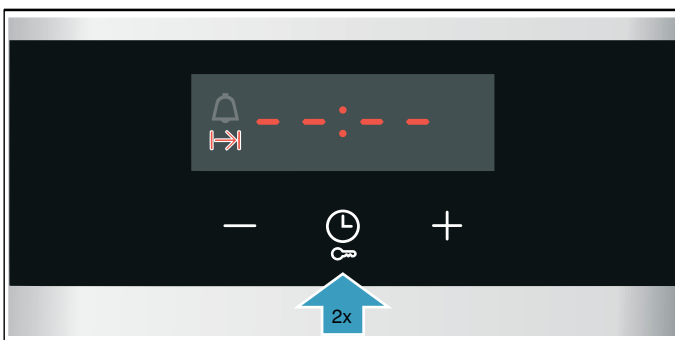 – –:– –
2x